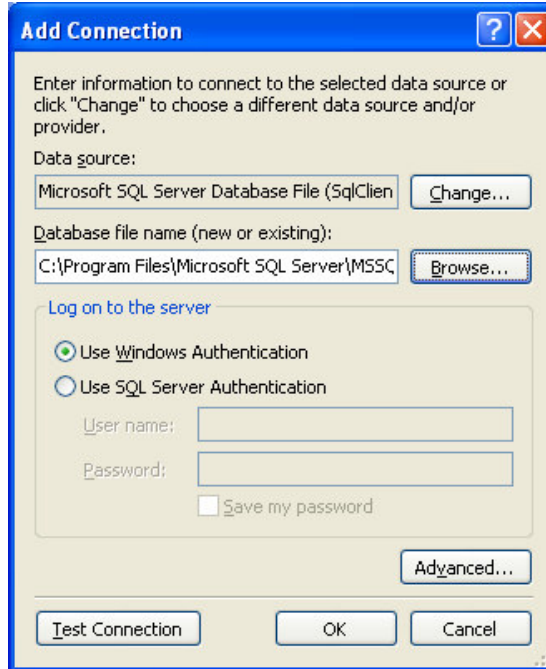 Add Connection
Enter information to connect to the selected data source or
click "Change" to choose a different data source and/or
provider.
Data source:
Microsoft SQL Server Database File (SqlClien
Change...
Database file name (new or existing):
C:\Program Files\Microsoft SQL Server\MSSQ
Browse...
Log on to the server
Use Windows Authentication
Use SQL Server Authentication
User name:
Password:
Save my password
Advanced...
Test Connection
OK
Cancel